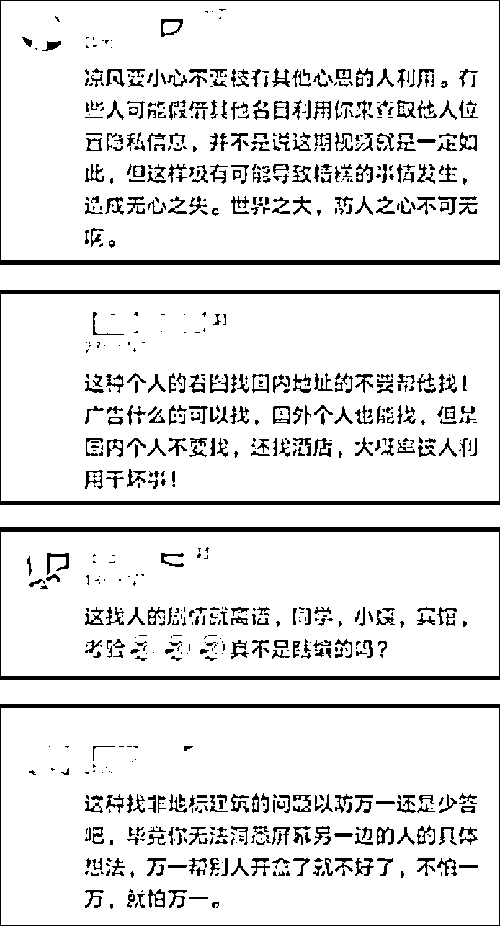 凉风要小心不要被有其他心思的人利用。有
些人可能假借其他名目利用你来查取他人位
置隐私信息，并不是说这期视频就是一定如
此，但这样极有可能导致糟糕的事情发生，
造成无心之失。世界之大，防人之心不可无
啊。
这种个人的看图找国内地址的不要帮他找！
广告什么的可以找，国外个人也能找，但是
国内个人不要找，还找酒店，大概率被人利
用干坏事！
这找人的剧情就离谱，同学，小孩，宾馆，
考验
真不是瞎编的吗？
这种找非地标建筑的问题以防万一还是少答
吧，毕竟你无法洞悉屏幕另一边的人的具体
想法，万一帮别人开盒了就不好了，不怕一
万，就怕万一。